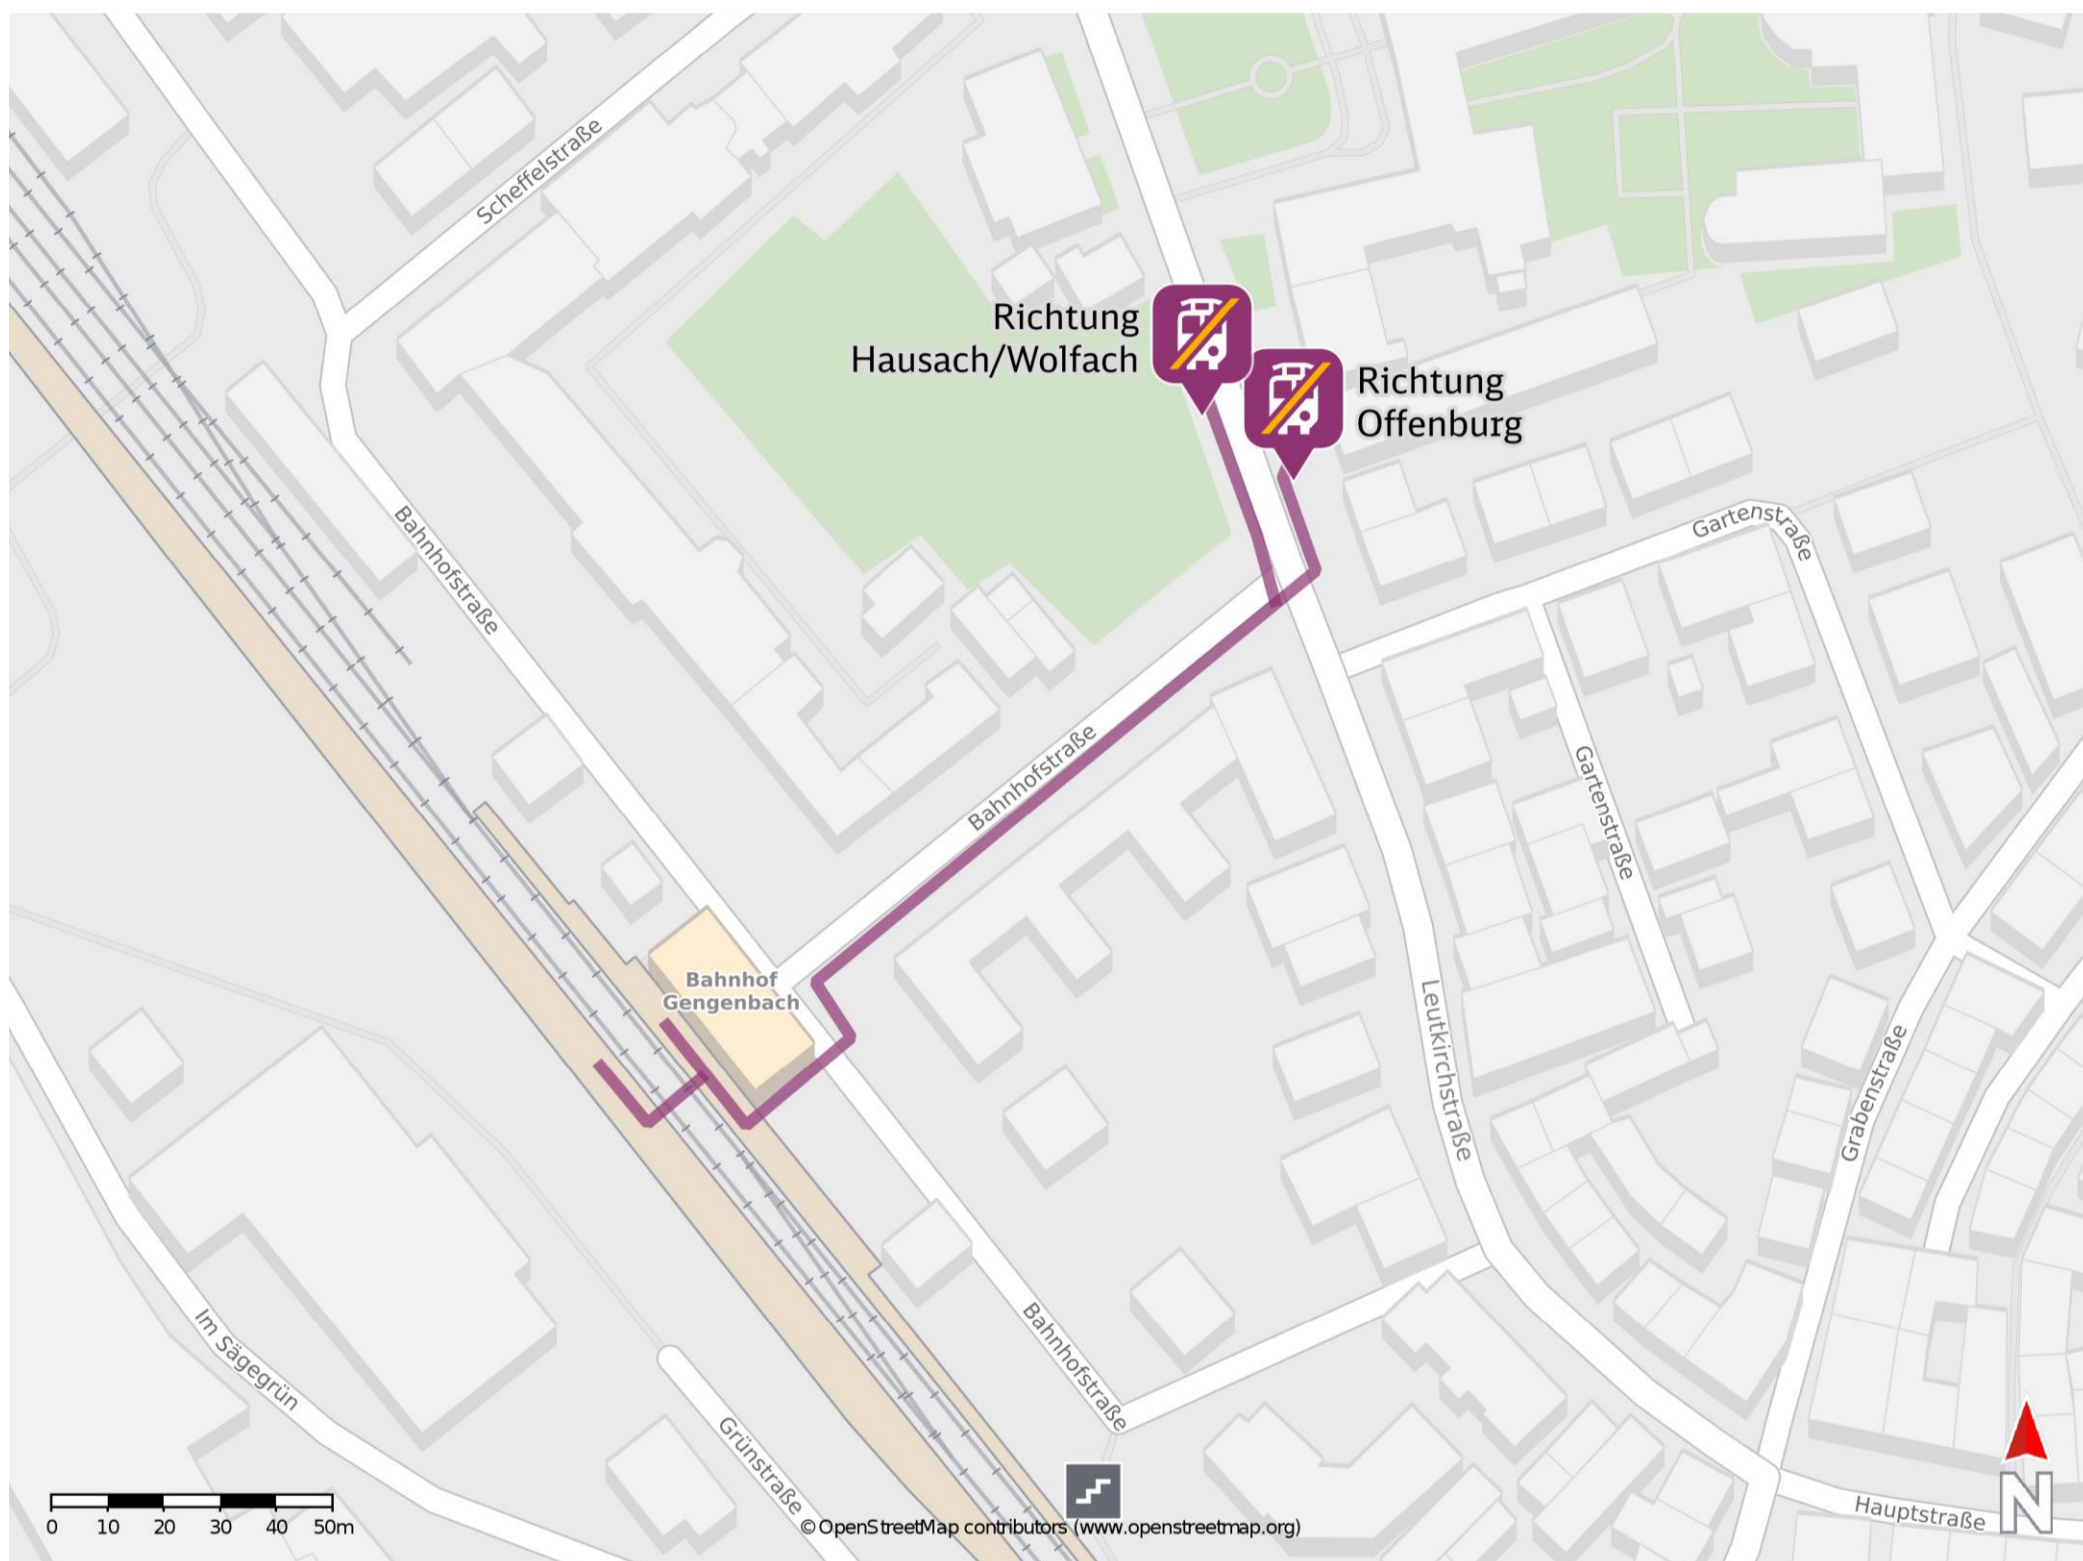 Scheffelstraße
Richtung
Hausach/Wolfach
Richtung
Offenburg
Bahnhofstraße
Gartenstraße
Bahnhofstraße
Gartenstraße
Bahnhof
Gengenbach
Leutkirchstraße
Grabenstraße
Im Sägegrün
Bahnhofstraße
Grünstraße
Hauptstraße
N
0 10 20 30 40 50m
©OpenStreetMap contributors (www.openstreetmap.org)